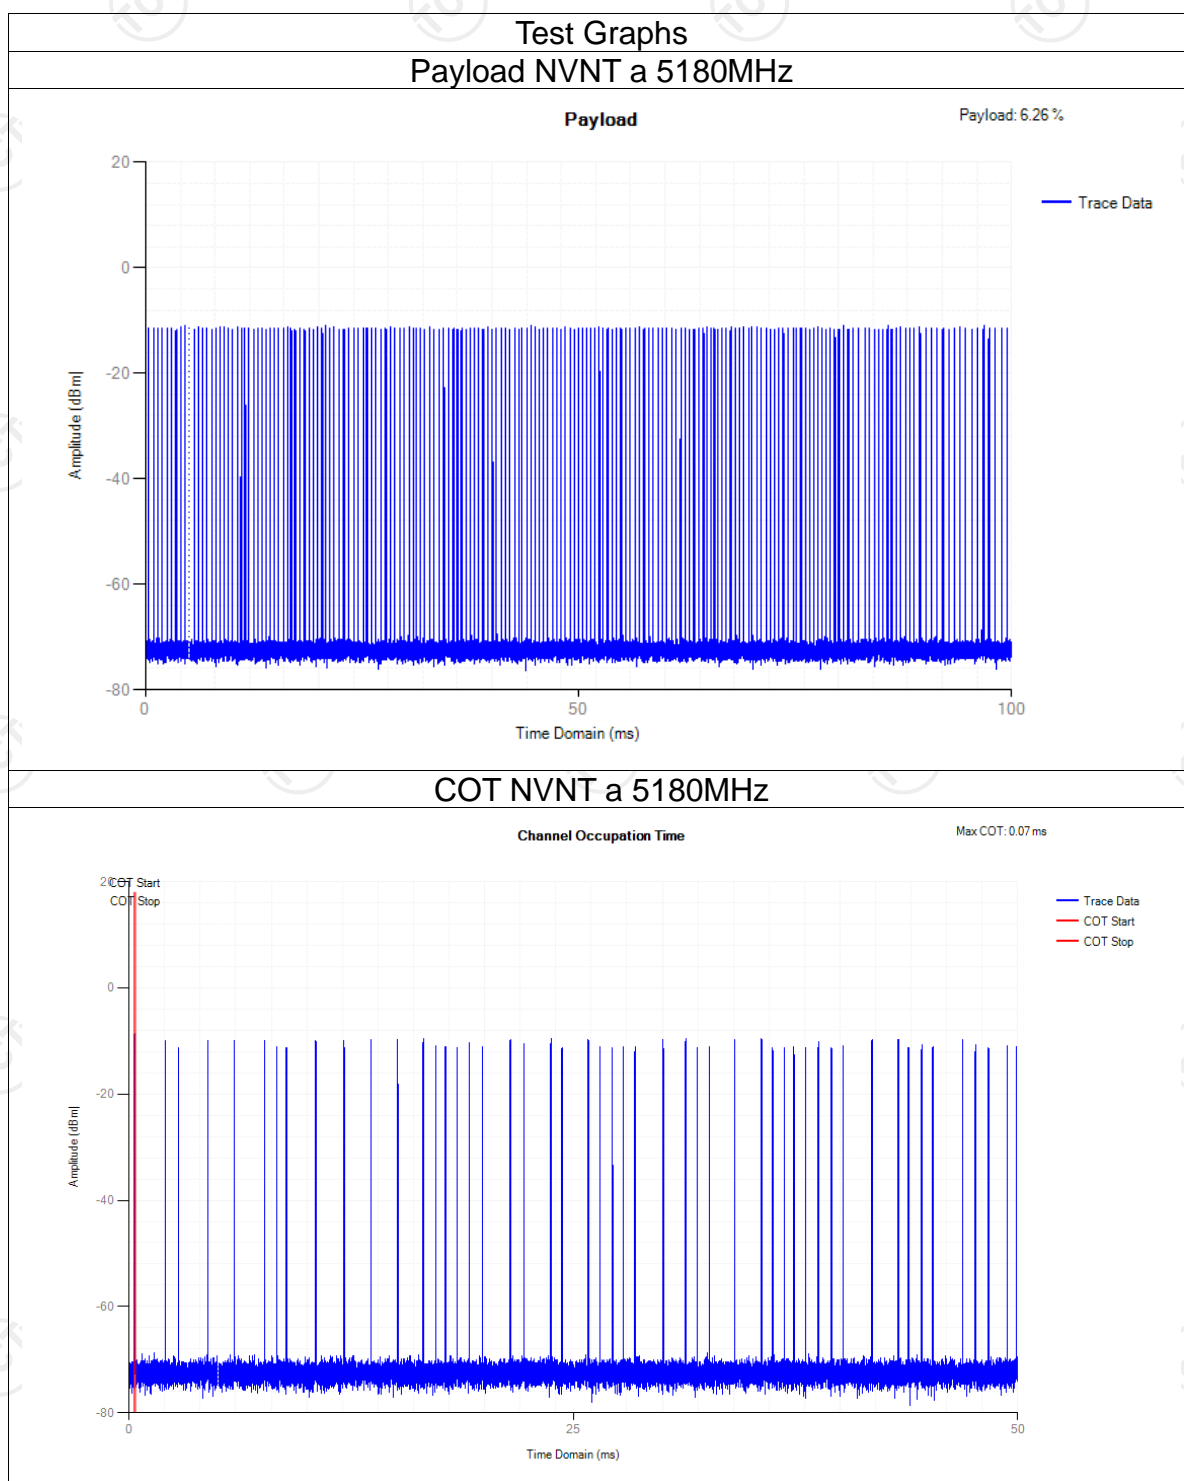 Test Graphs
Payload NVNT a 5180MHz
Payload
Payload: 6.26 %
20
0
-20
-40
-60
-80
Amplitude (dBm)
Trace Data
0
50
100
Time Domain (ms)
COT NVNT a 5180MHz
Channel Occupation Time
Max COT: 0.07 ms
COT Start
COT Stop
20
0
-20
-40
-60
-80
Amplitude (dBm)
Trace Data
COT Start
COT Stop
0
25
50
Time Domain (ms)